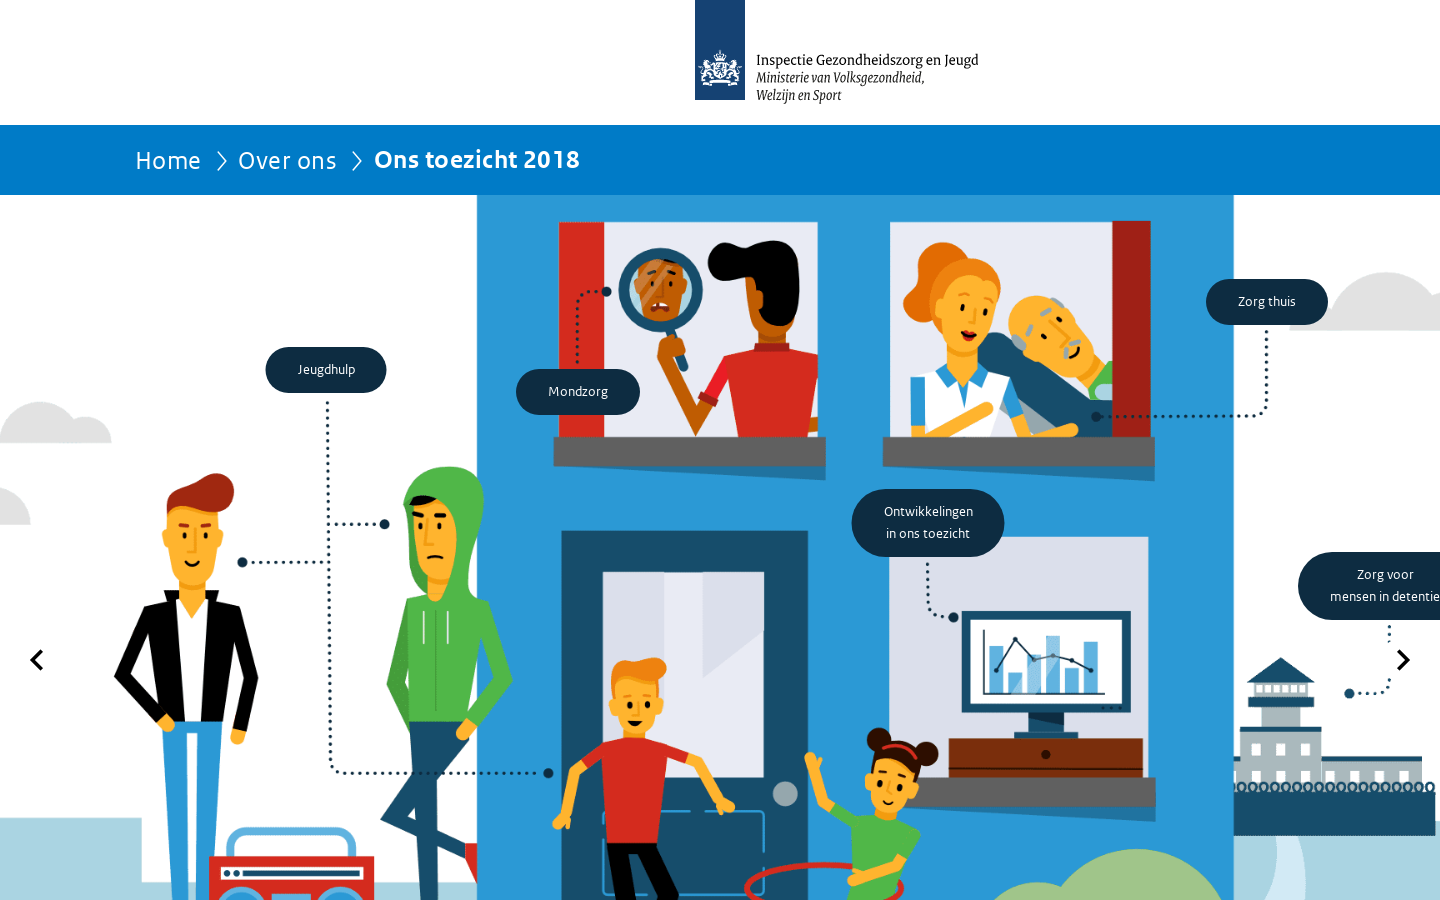 Inspectie Gezondheidszorg en Jeugd
Ministerie van Volksgezondheid,
Welzijn en Sport
Home
Over ons
Ons toezicht 2018
Zorg thuis
Jeugdhulp
Mondzorg
Ontwikkelingen
in ons toezicht
Zorg voor
mensen in detentie